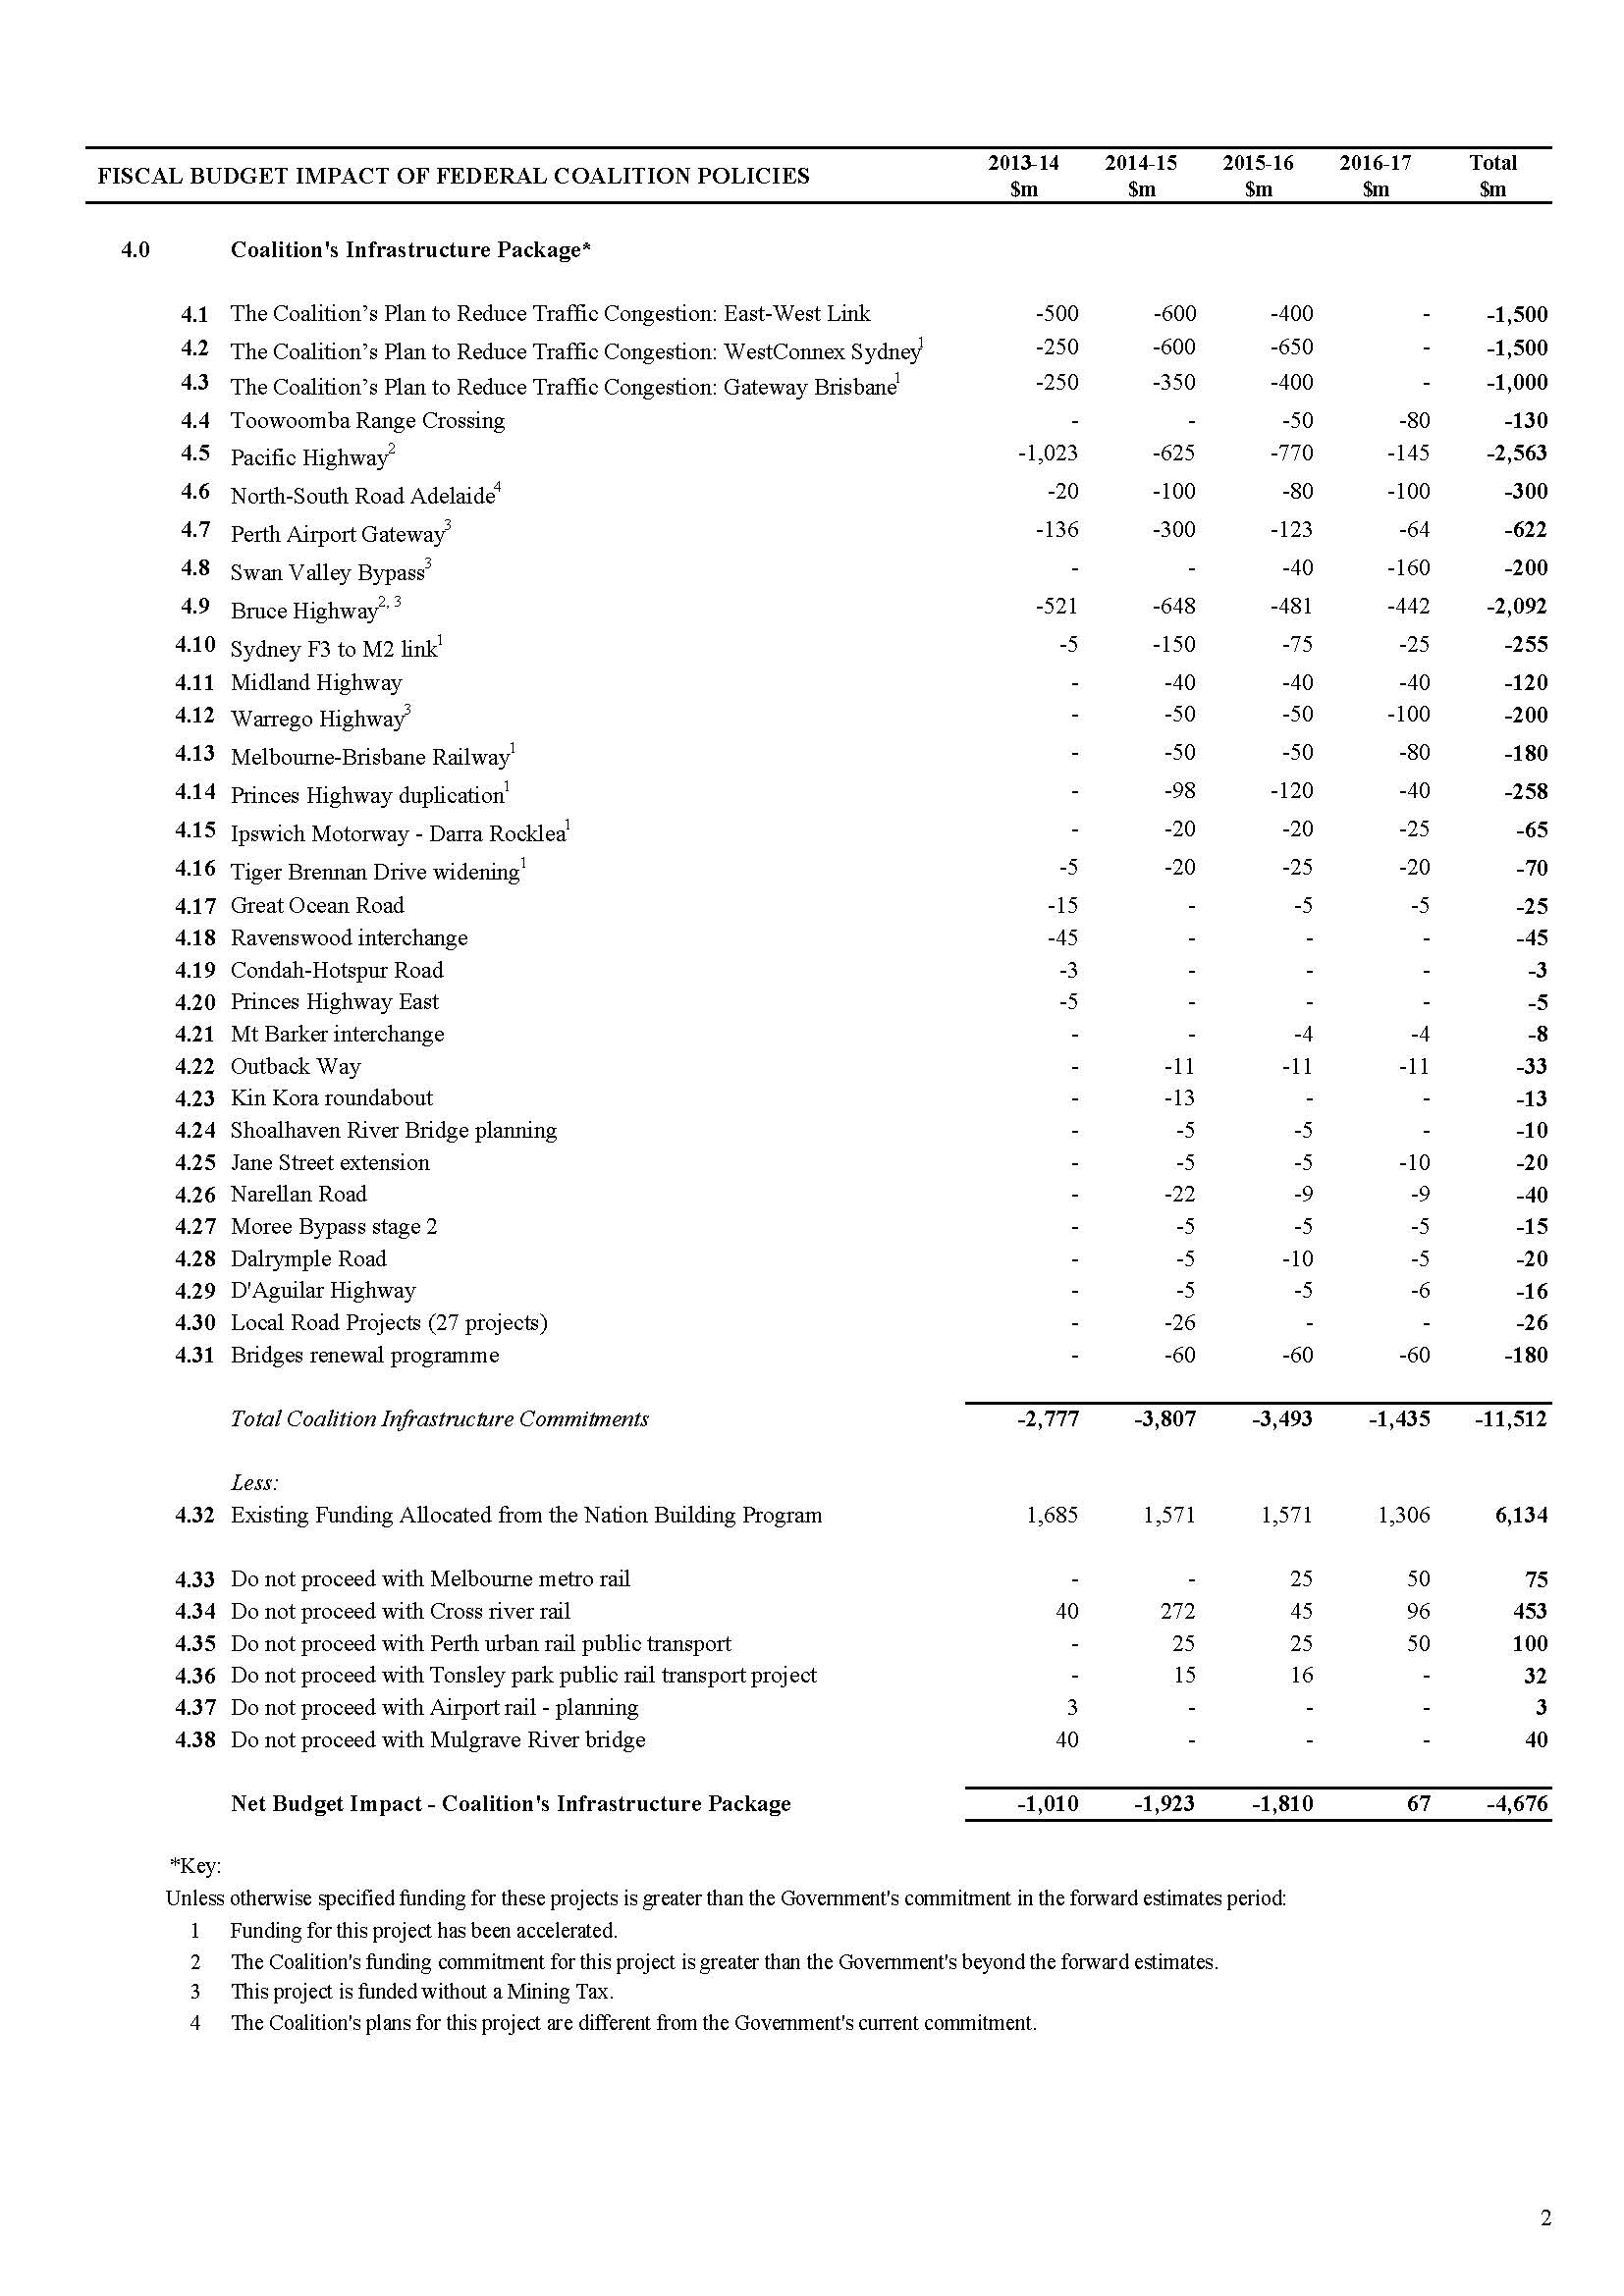 FISCAL BUDGET IMPACT OF FEDERAL COALITION POLICIES 2013-14 2014-15 2015-16 2016-17 Total
$m $m $m $m $m
4.0 Coalition's Infrastructure Package*
4.1 The Coalition’s Plan to Reduce Traffic Congestion: East-West Link -500 -600 -400 - -1,500
4.2 The Coalition’s Plan to Reduce Traffic Congestion: WestConnex Sydney1 -250 -600 -650 - -1,500
4.3 The Coalition’s Plan to Reduce Traffic Congestion: Gateway Brisbane1 -250 -350 -400 - -1,000
4.4 Toowoomba Range Crossing - - -50 -80 -130
4.5 Pacific Highway2 -1,023 -625 -770 -145 -2,563
4.6 North-South Road Adelaide4 -20 -100 -80 -100 -300
4.7 Perth Airport Gateway3 -136 -300 -123 -64 -622
4.8 Swan Valley Bypass3 - - -40 -160 -200
4.9 Bruce Highway2, 3 -521 -648 -481 -442 -2,092
4.10 Sydney F3 to M2 link1 -5 -150 -75 -25 -255
4.11 Midland Highway - -40 -40 -40 -120
4.12 Warrego Highway3 - -50 -50 -100 -200
4.13 Melbourne-Brisbane Railway1 - -50 -50 -80 -180
4.14 Princes Highway duplication1 - -98 -120 -40 -258
4.15 Ipswich Motorway - Darra Rocklea1 - -20 -20 -25 -65
4.16 Tiger Brennan Drive widening1 -5 -20 -25 -20 -70
4.17 Great Ocean Road -15 - -5 -5 -25
4.18 Ravenswood interchange -45 - - - -45
4.19 Condah-Hotspur Road -3 - - - -3
4.20 Princes Highway East -5 - - - -5
4.21 Mt Barker interchange - - -4 -4 -8
4.22 Outback Way - -11 -11 -11 -33
4.23 Kin Kora roundabout - -13 - - -13
4.24 Shoalhaven River Bridge planning - -5 -5 - -10
4.25 Jane Street extension - -5 -5 -10 -20
4.26 Narellan Road - -22 -9 -9 -40
4.27 Moree Bypass stage 2 - -5 -5 -5 -15
4.28 Dalrymple Road - -5 -10 -5 -20
4.29 D'Aguilar Highway - -5 -5 -6 -16
4.30 Local Road Projects (27 projects) - -26 - - -26
4.31 Bridges renewal programme - -60 -60 -60 -180
Total Coalition Infrastructure Commitments -2,777 -3,807 -3,493 -1,435 -11,512
Less:
4.32 Existing Funding Allocated from the Nation Building Program 1,685 1,571 1,571 1,306 6,134
4.33 Do not proceed with Melbourne metro rail - - 25 50 75
4.34 Do not proceed with Cross river rail 40 272 45 96 453
4.35 Do not proceed with Perth urban rail public transport - 25 25 50 100
4.36 Do not proceed with Tonsley park public rail transport project - 15 16 - 32
4.37 Do not proceed with Airport rail - planning 3 - - - 3
4.38 Do not proceed with Mulgrave River bridge 40 - - - 40
Net Budget Impact - Coalition's Infrastructure Package -1,010 -1,923 -1,810 67 -4,676
*Key:
Unless otherwise specified funding for these projects is greater than the Government's commitment in the forward estimates period:
1 Funding for this project has been accelerated.
2 The Coalition's funding commitment for this project is greater than the Government's beyond the forward estimates.
3 This project is funded without a Mining Tax.
4 The Coalition's plans for this project are different from the Government's current commitment.
2